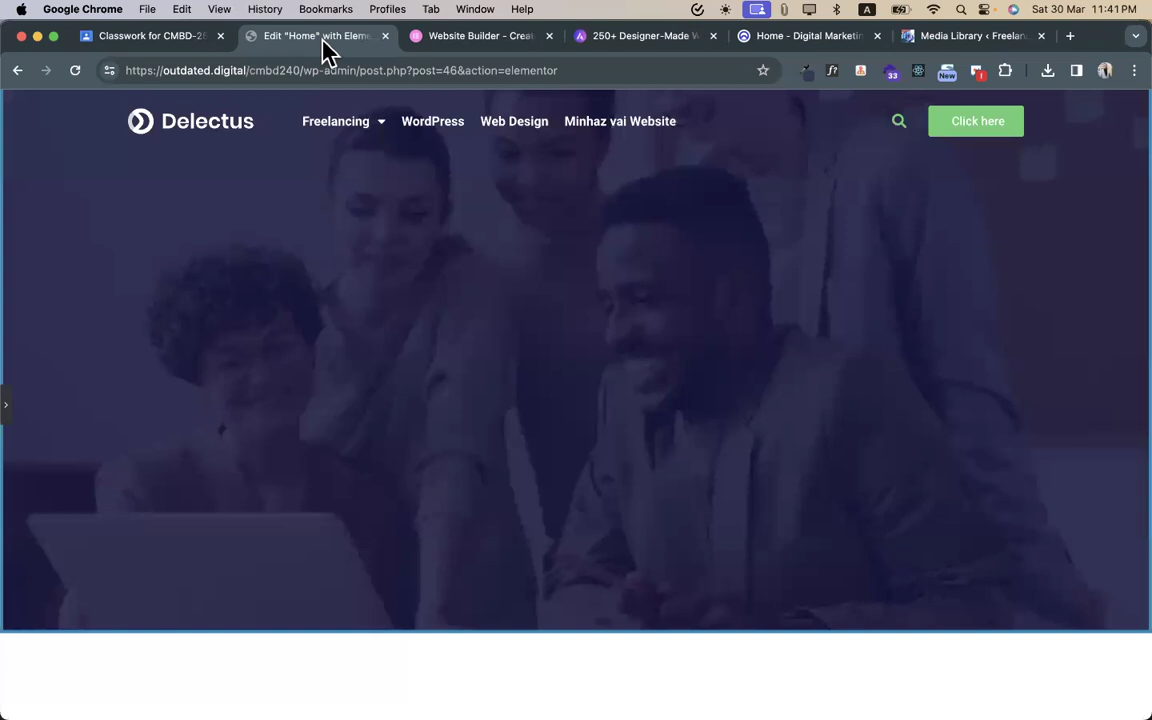 Google Chrome File Edit View History Bookmarks Profiles Tab Window Help A Sat 30 Mar 11:41 PM
Classwork for CMBD-2 Edit "Home" with Eleme Website Builder - Crea 250+ Designer-Made W Home - Digital Marketin Media Library ‹ Freelan
https://outdated.digital/cmbd240/wp-admin/post.php?post=46&action=elementor f? 33 New
Delectus Freelancing WordPress Web Design Minhaz vai Website Click here